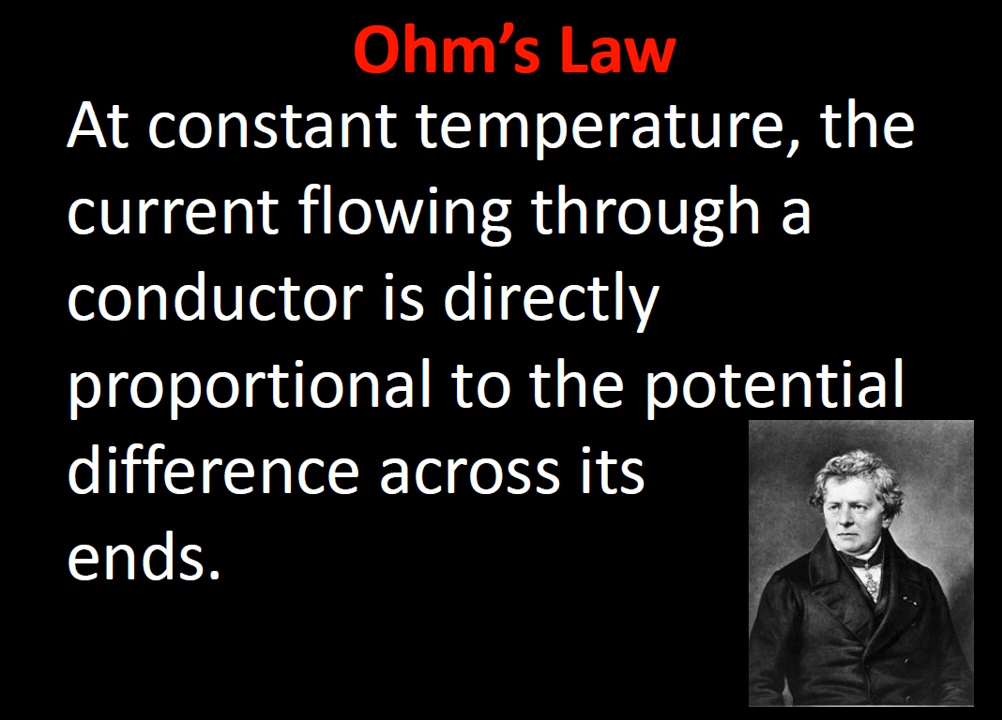 Ohm’s Law
At constant temperature, the
current flowing through a
conductor is directly
proportional to the potential
difference across its
ends.